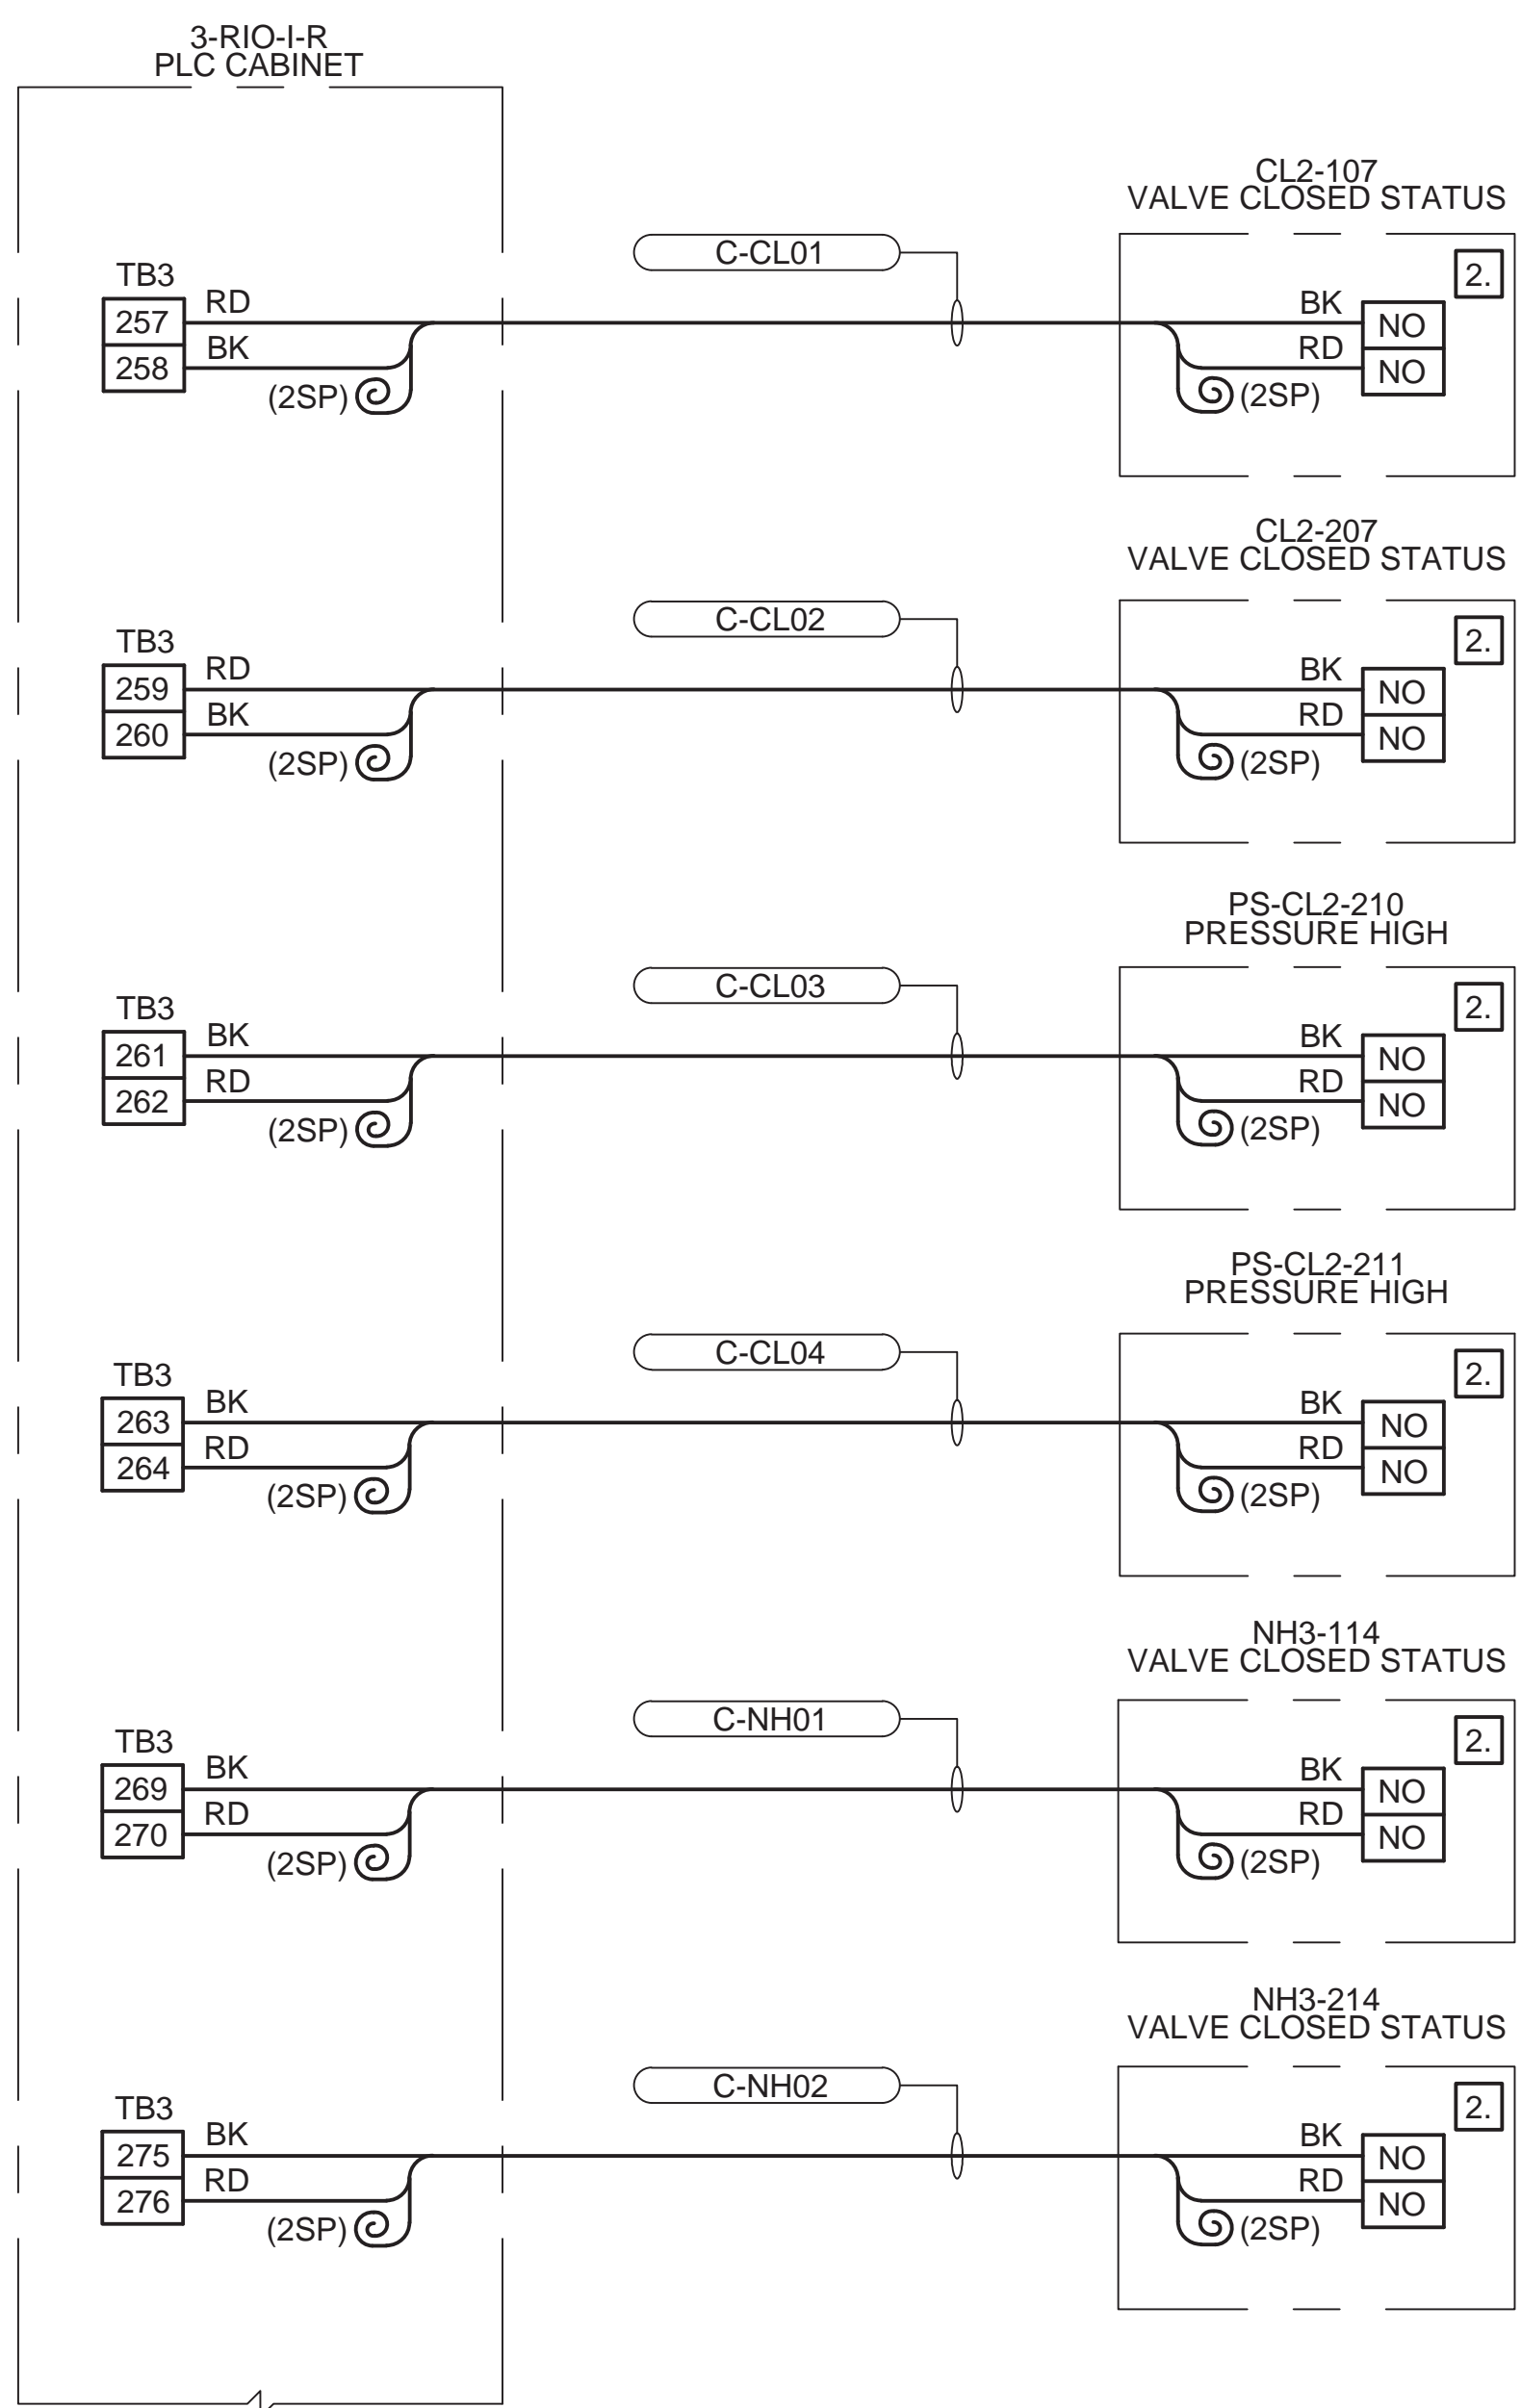 3-RIO-I-R
PLC CABINET
CL2-107
VALVE CLOSED STATUS
C-CL01
2.
TB3
257
RD
258
BK
(2SP)
BK
NO
RD
NO
(2SP)
CL2-207
VALVE CLOSED STATUS
C-CL02
2.
TB3
259
RD
260
BK
(2SP)
BK
NO
RD
NO
(2SP)
PS-CL2-210
PRESSURE HIGH
C-CL03
2.
TB3
261
BK
262
RD
(2SP)
BK
NO
RD
NO
(2SP)
PS-CL2-211
PRESSURE HIGH
C-CL04
2.
TB3
263
BK
264
RD
(2SP)
BK
NO
RD
NO
(2SP)
NH3-114
VALVE CLOSED STATUS
C-NH01
2.
TB3
269
BK
270
RD
(2SP)
BK
NO
RD
NO
(2SP)
NH3-214
VALVE CLOSED STATUS
C-NH02
2.
TB3
275
BK
276
RD
(2SP)
BK
NO
RD
NO
(2SP)